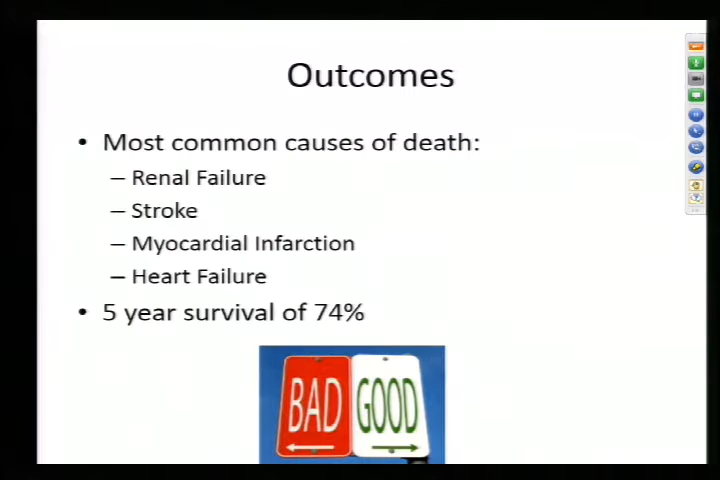 Outcomes
• Most common causes of death:
– Renal Failure
– Stroke
– Myocardial Infarction
– Heart Failure
• 5 year survival of 74%
BAD GOOD